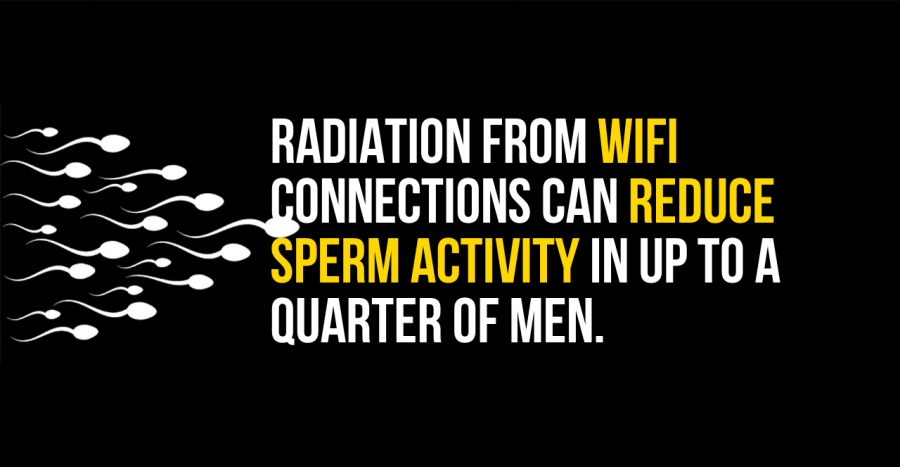 RADIATION FROM WIFI
CONNECTIONS CAN REDUCE
SPERM ACTIVITY IN UP TO A
QUARTER OF MEN.